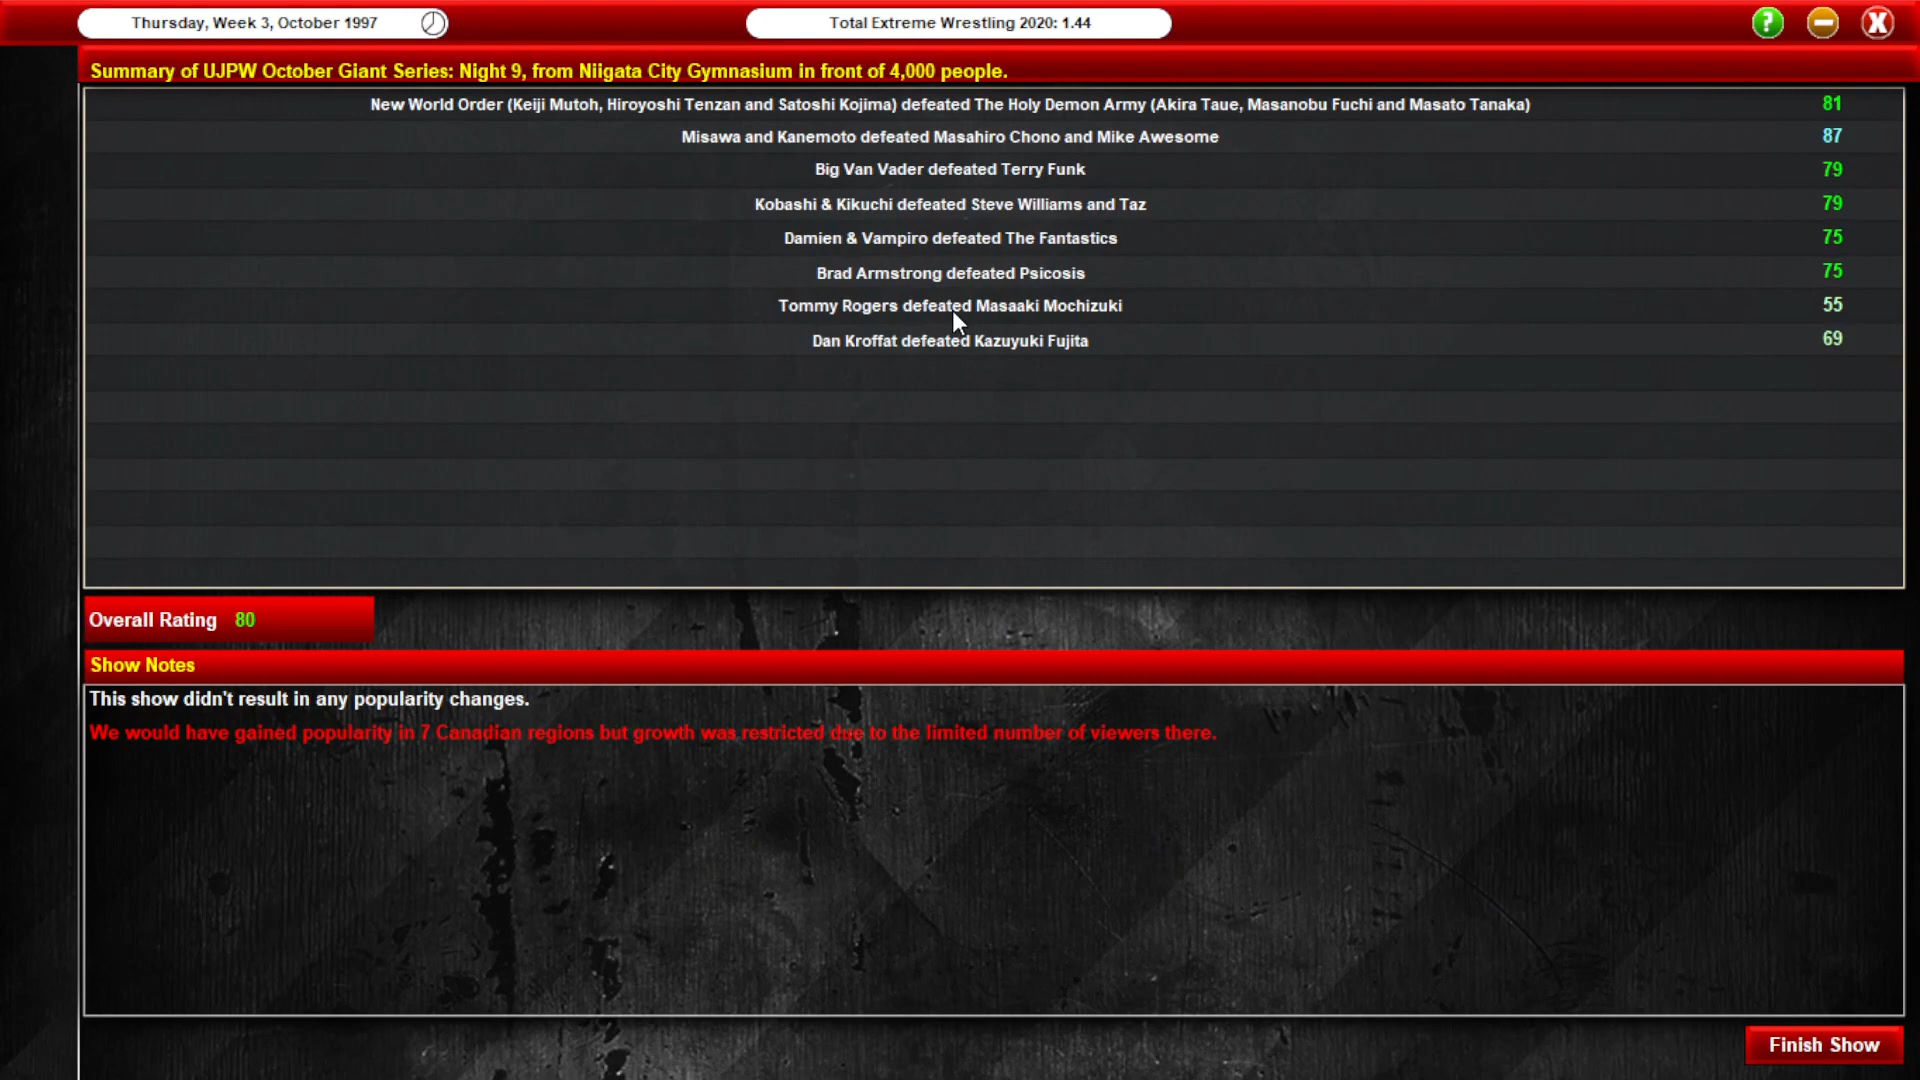 Thursday, Week 3, October 1997
Total Extreme Wrestling 2020: 1.44
Summary of UJPW October Giant Series: Night 9, from Niigata City Gymnasium in front of 4,000 people.
New World Order (Keiji Mutoh, Hiroyoshi Tenzan and Satoshi Kojima) defeated The Holy Demon Army (Akira Taue, Masanobu Fuchi and Masato Tanaka) 81
Misawa and Kanemoto defeated Masahiro Chono and Mike Awesome 87
Big Van Vader defeated Terry Funk 79
Kobashi & Kikuchi defeated Steve Williams and Taz 79
Damien & Vampiro defeated The Fantastics 75
Brad Armstrong defeated Psicosis 75
Tommy Rogers defeated Masaaki Mochizuki 55
Dan Kroffat defeated Kazuyuki Fujita 69
Overall Rating 80
Show Notes
This show didn't result in any popularity changes.
We would have gained popularity in 7 Canadian regions but growth was restricted due to the limited number of viewers there.
Finish Show